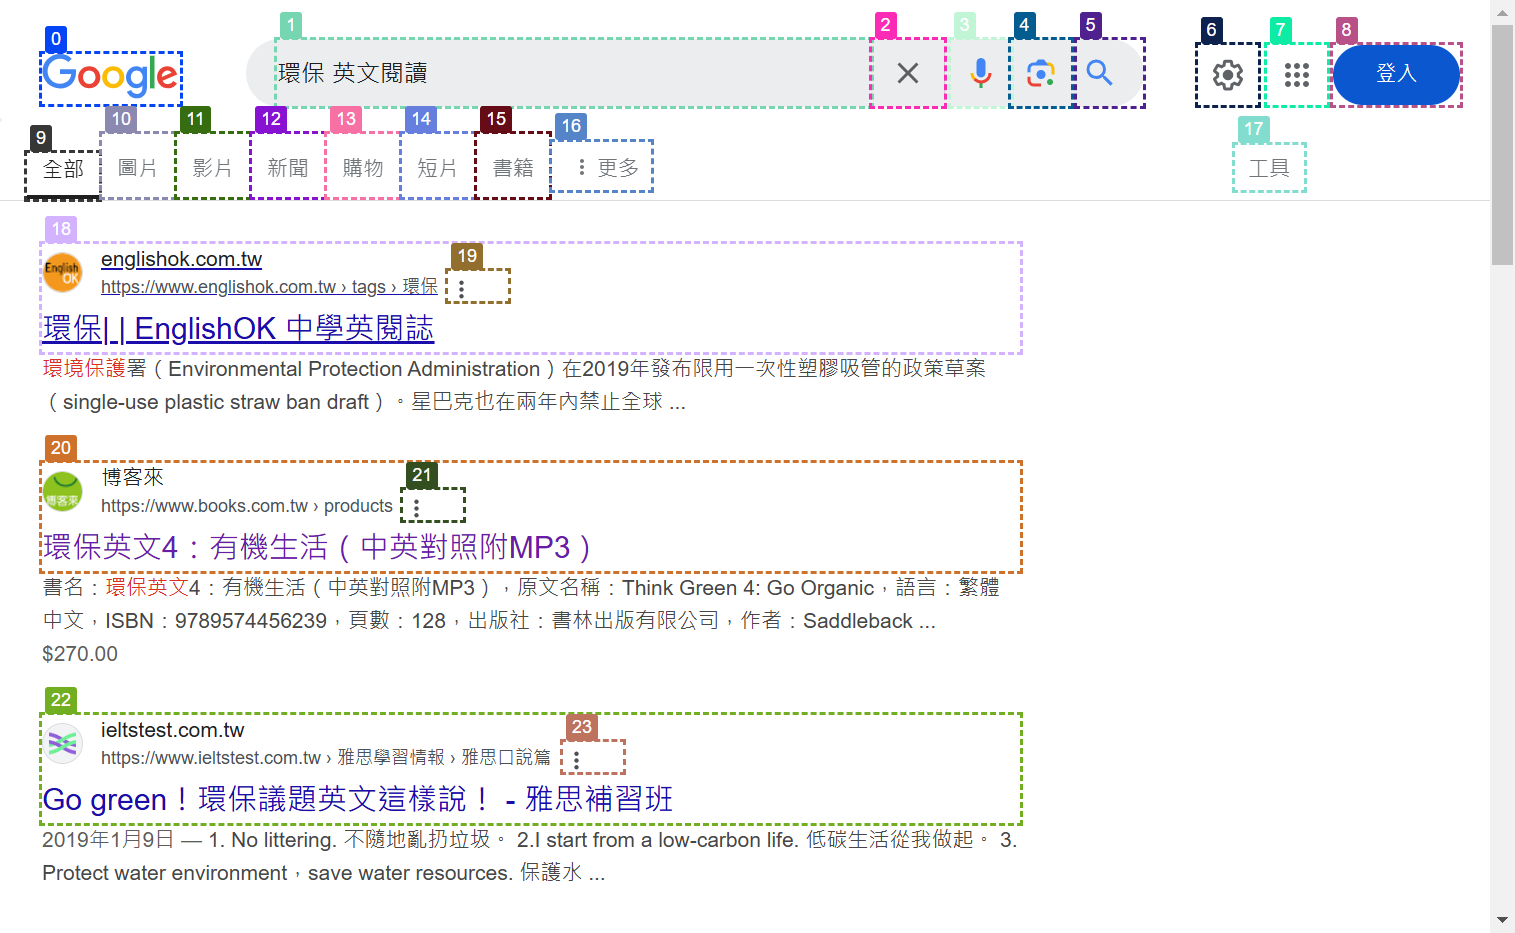 0
1
2
3
4
5
6
7
8
Google
環保 英文閱讀
登入
9
10
11
12
13
14
15
16
17
全部
圖片
影片
新聞
購物
短片
書籍
更多
工具
18
19
English OK
englishok.com.tw
https://www.englishok.com.tw › tags › 環保
環保| | EnglishOK 中學英閱誌
環境保護署（Environmental Protection Administration）在2019年發布限用一次性塑膠吸管的政策草案
（single-use plastic straw ban draft）。星巴克也在兩年內禁止全球 ...
20
21
博客來
博客來
https://www.books.com.tw › products
環保英文4：有機生活（中英對照附MP3）
書名：環保英文4：有機生活（中英對照附MP3），原文名稱：Think Green 4: Go Organic，語言：繁體
中文，ISBN：9789574456239，頁數：128，出版社：書林出版有限公司，作者：Saddleback ...
$270.00
22
23
ieltstest.com.tw
https://www.ieltstest.com.tw › 雅思學習情報 › 雅思口說篇
Go green！環保議題英文這樣說！ - 雅思補習班
2019年1月9日 — 1. No littering. 不隨地亂扔垃圾。 2.I start from a low-carbon life. 低碳生活從我做起。 3.
Protect water environment，save water resources. 保護水 ...